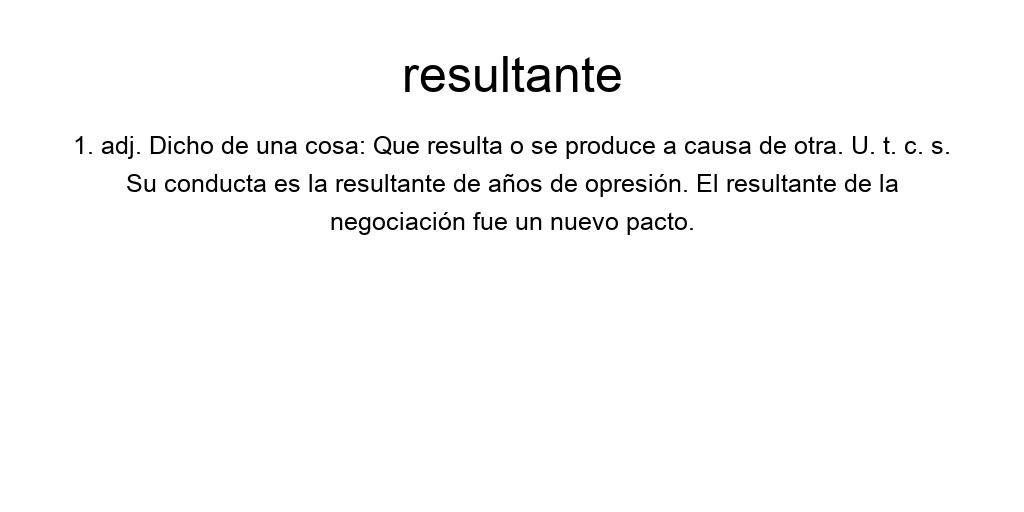 resultante
1. adj. Dicho de una cosa: Que resulta o se produce a causa de otra. U. t. c. s.
Su conducta es la resultante de años de opresión. El resultante de la
negociación fue un nuevo pacto.